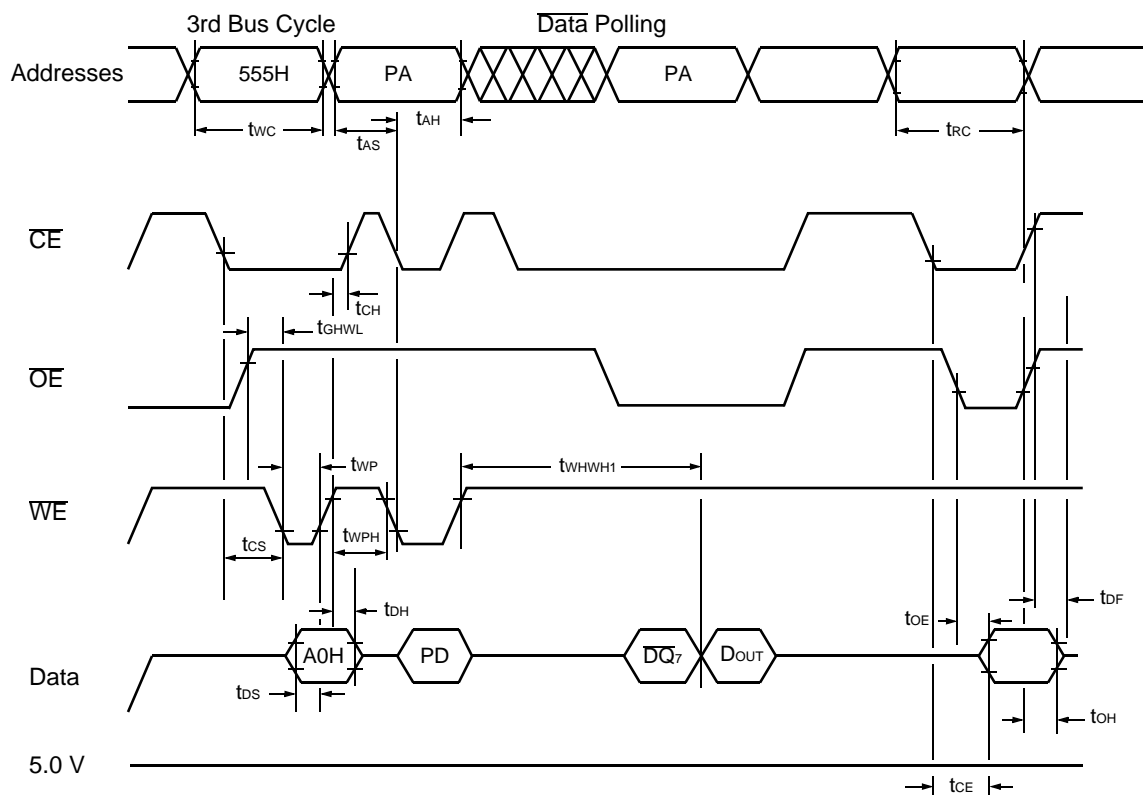 3rd Bus Cycle
Data Polling
Addresses
555H
PA
PA
tWC
tAS
tAH
tRC
CE
tCH
tGHWL
OE
tWP
tWHWH1
WE
tCS
tWPH
tDH
tOE
tDF
Data
A0H
PD
DQ7
DOUT
tDS
tOH
5.0 V
tCE